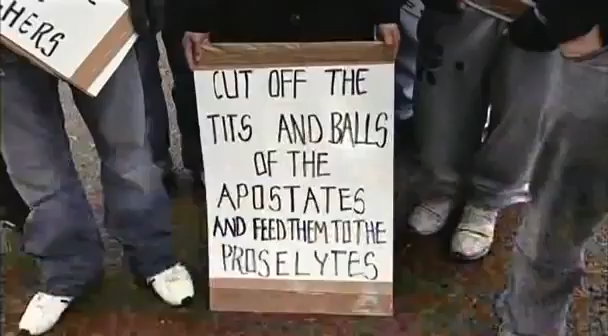 HERS
CUT OFF THE
TITS AND BALLS
OF THE
APOSTATES
AND FEED THEM TO THE
PROSELYTES